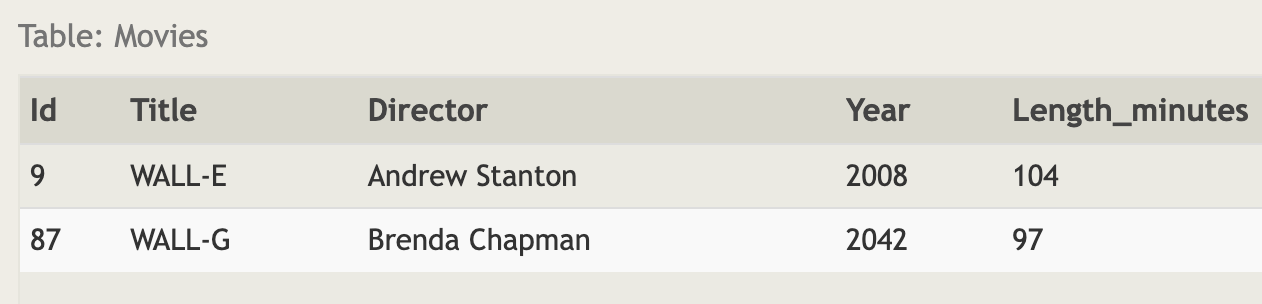 Table: Movies
Id Title Director Year Length_minutes
9 WALL-E Andrew Stanton 2008 104
87 WALL-G Brenda Chapman 2042 97